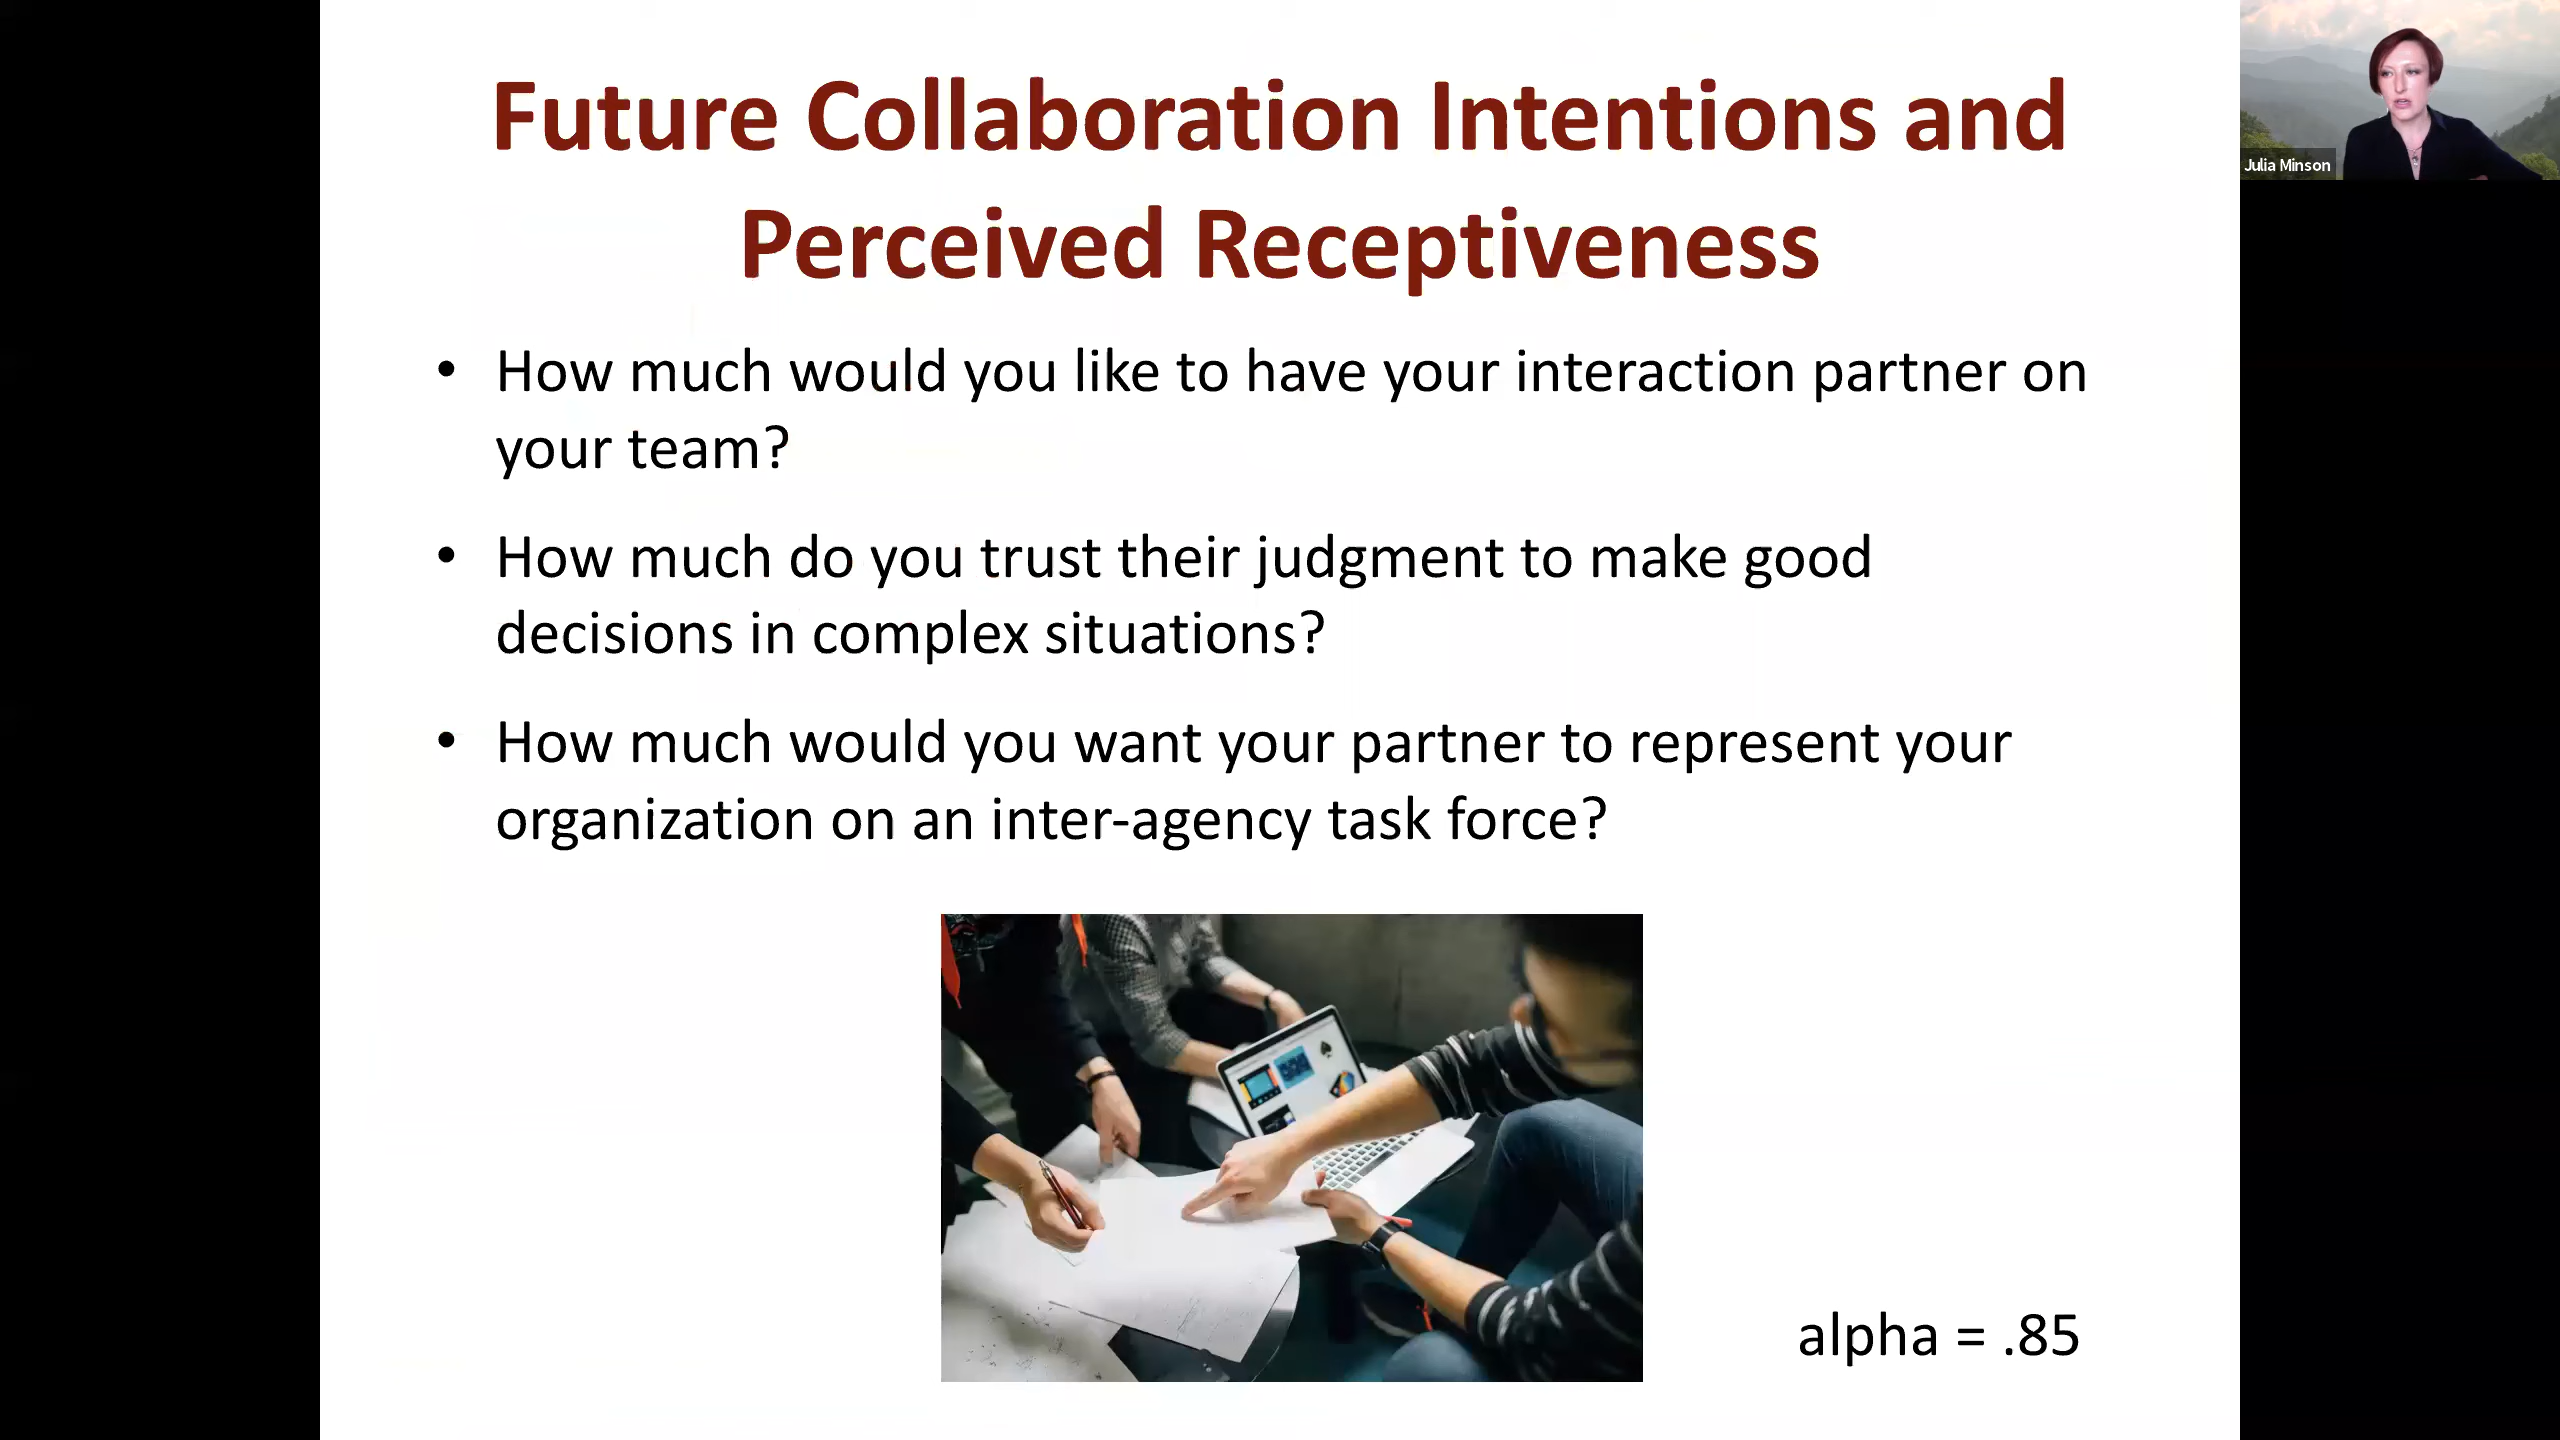 Future Collaboration Intentions and
Perceived Receptiveness
Julia Minson
• How much would you like to have your interaction partner on
your team?
• How much do you trust their judgment to make good
decisions in complex situations?
• How much would you want your partner to represent your
organization on an inter-agency task force?
alpha = .85